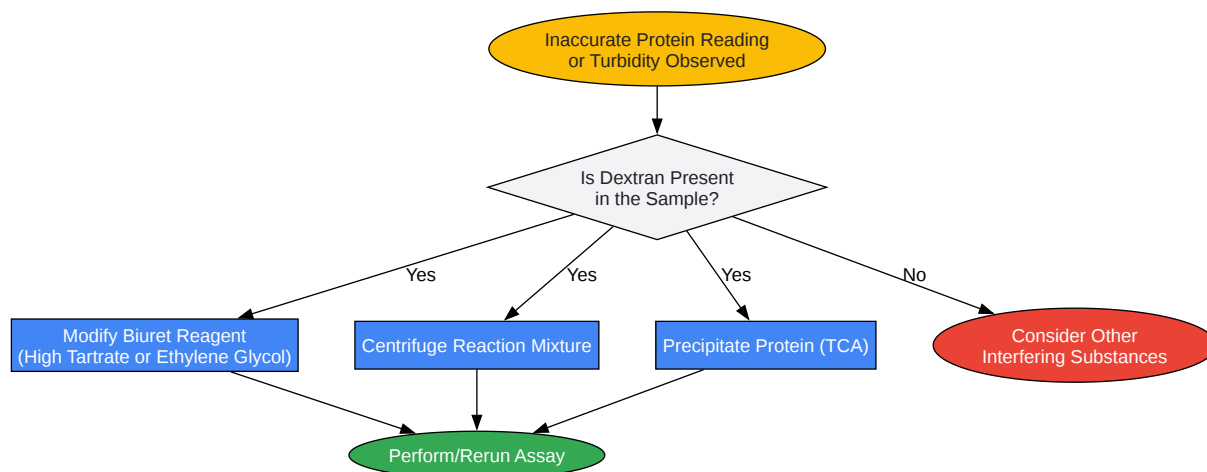 Inaccurate Protein Reading
or Turbidity Observed
Is Dextran Present
in the Sample?
Yes
Yes
Yes
No
Modify Biuret Reagent
(High Tartrate or Ethylene Glycol)
Centrifuge Reaction Mixture
Precipitate Protein (TCA)
Consider Other
Interfering Substances
Perform/Rerun Assay